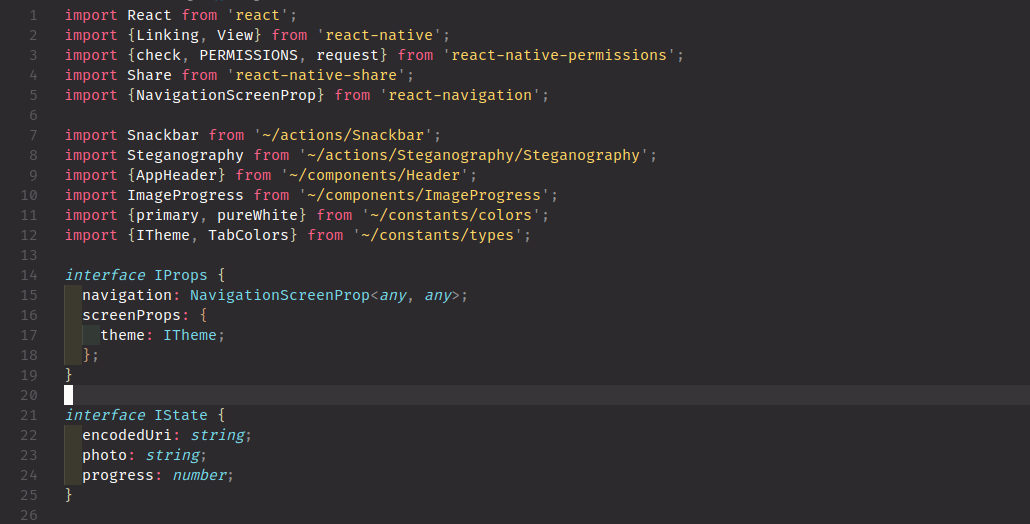 1 import React from 'react';
2 import {Linking, View} from 'react-native';
3 import {check, PERMISSIONS, request} from 'react-native-permissions';
4 import Share from 'react-native-share';
5 import {NavigationScreenProp} from 'react-navigation';
6
7 import Snackbar from '~/actions/Snackbar';
8 import Steganography from '~/actions/Steganography/Steganography';
9 import {AppHeader} from '~/components/Header';
10 import ImageProgress from '~/components/ImageProgress';
11 import {primary, pureWhite} from '~/constants/colors';
12 import {ITheme, TabColors} from '~/constants/types';
13
14 interface IProps {
15   navigation: NavigationScreenProp<any, any>;
16   screenProps: {
17     theme: ITheme;
18   };
19 }
20
21 interface IState {
22   encodedUri: string;
23   photo: string;
24   progress: number;
25 }
26